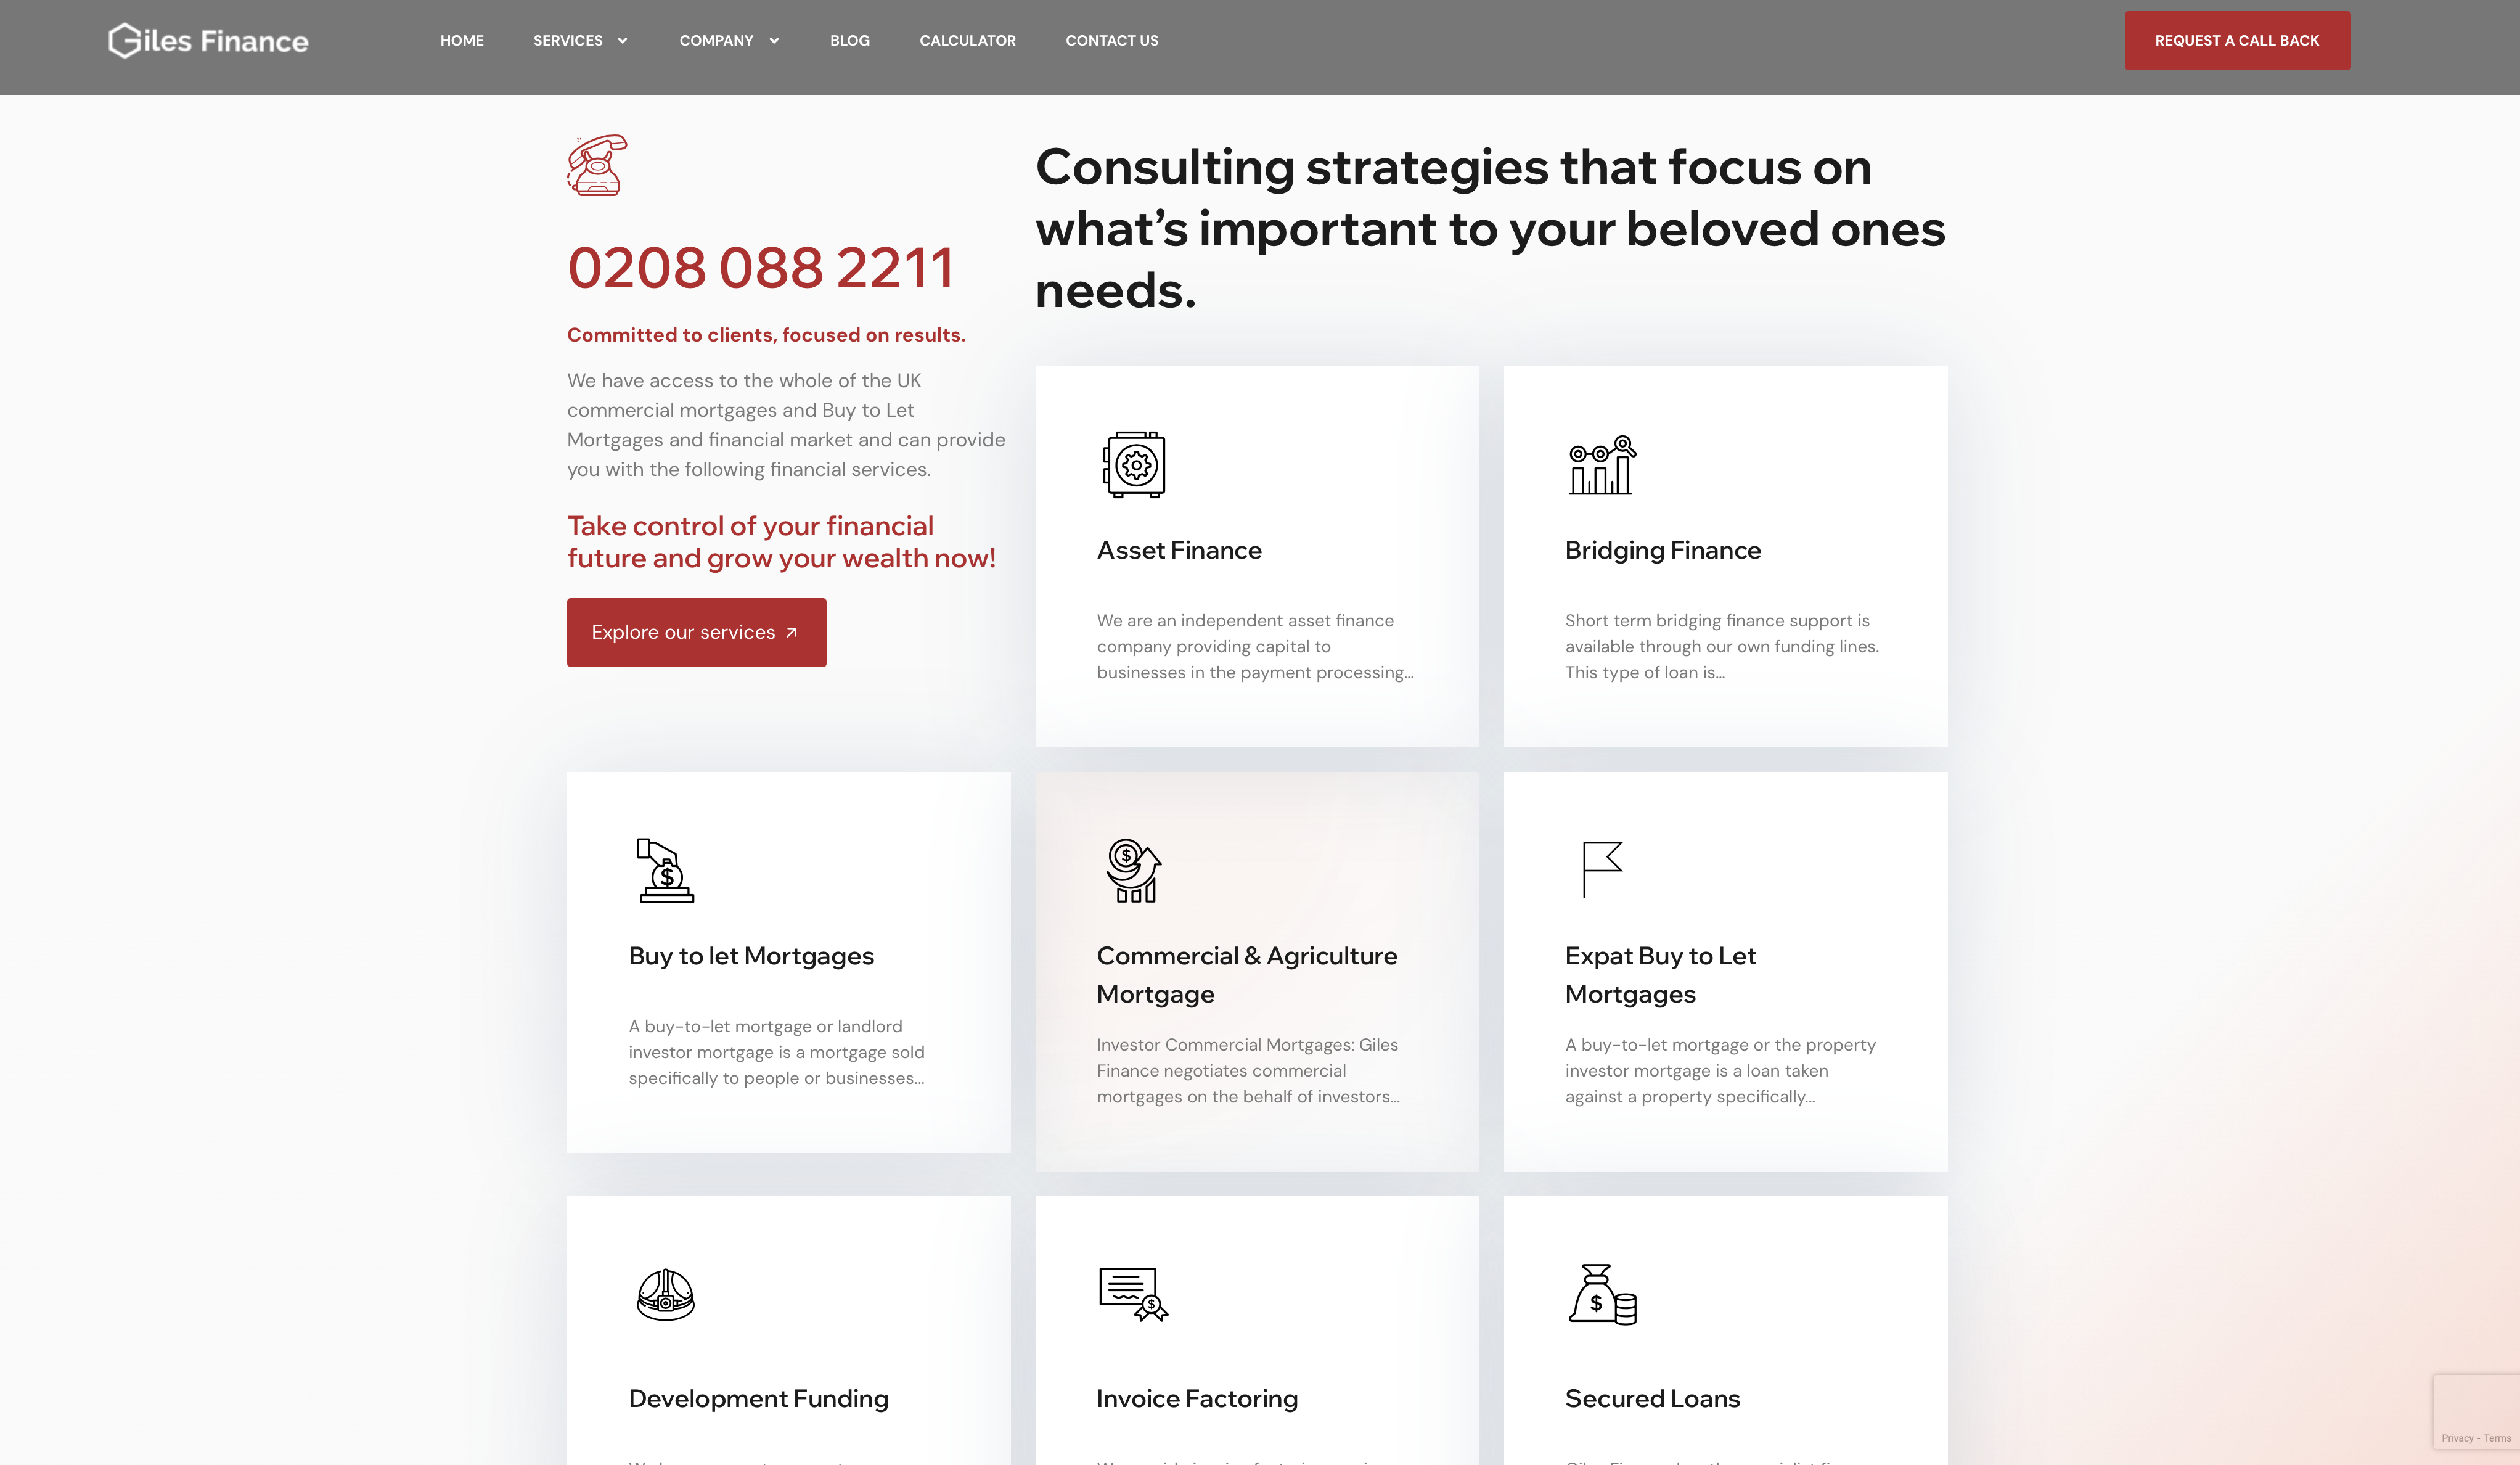 Giles Finance
HOME
SERVICES
COMPANY
BLOG
CALCULATOR
CONTACT US
REQUEST A CALL BACK
0208 088 2211
Committed to clients, focused on results.
We have access to the whole of the UK
commercial mortgages and Buy to Let
Mortgages and financial market and can provide
you with the following financial services.
Take control of your financial
future and grow your wealth now!
Explore our services
Consulting strategies that focus on
what’s important to your beloved ones
needs.
Asset Finance
We are an independent asset finance
company providing capital to
businesses in the payment processing...
Bridging Finance
Short term bridging finance support is
available through our own funding lines.
This type of loan is...
Buy to let Mortgages
A buy-to-let mortgage or landlord
investor mortgage is a mortgage sold
specifically to people or businesses...
Commercial & Agriculture
Mortgage
Investor Commercial Mortgages: Giles
Finance negotiates commercial
mortgages on the behalf of investors...
Expat Buy to Let
Mortgages
A buy-to-let mortgage or the property
investor mortgage is a loan taken
against a property specifically...
Development Funding
Invoice Factoring
Secured Loans
Privacy - Terms